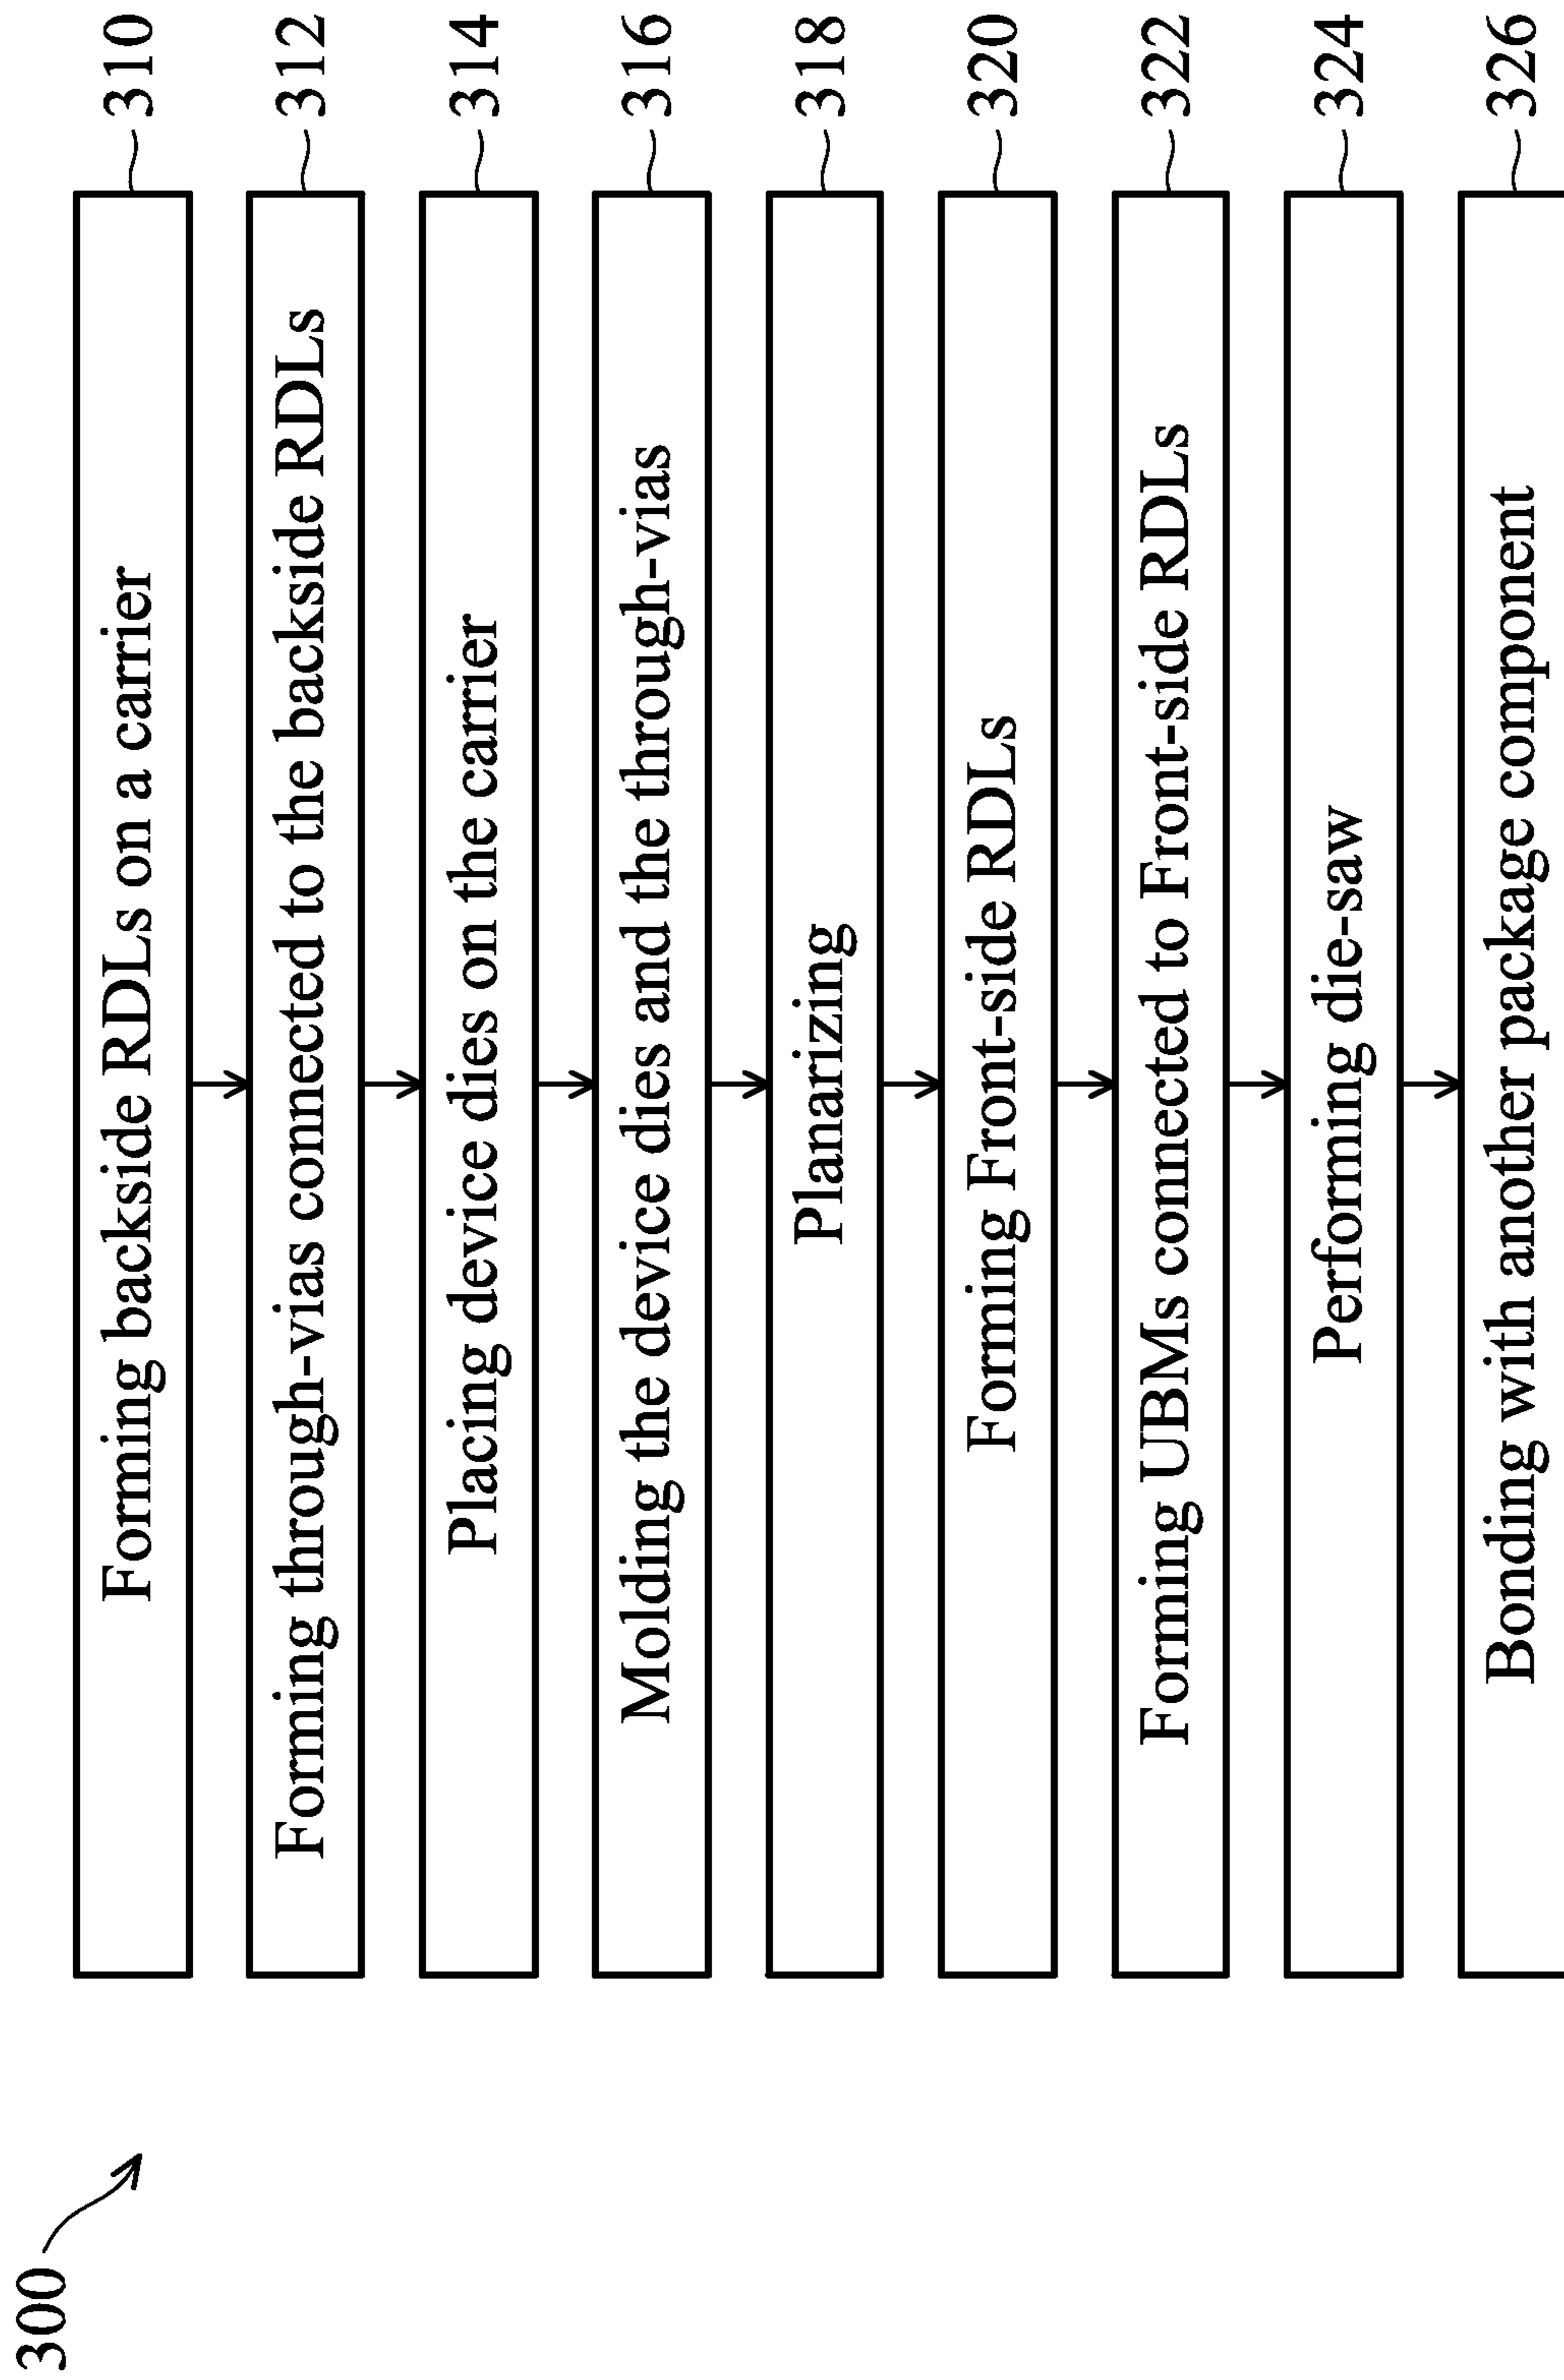 300
Forming backside RDLs on a carrier 310
Forming through-vias connected to the backside RDLs 312
Placing device dies on the carrier 314
Molding the device dies and the through-vias 316
Planarizing 318
Forming Front-side RDLs 320
Forming UBMs connected to Front-side RDLs 322
Performing die-saw 324
Bonding with another package component 326